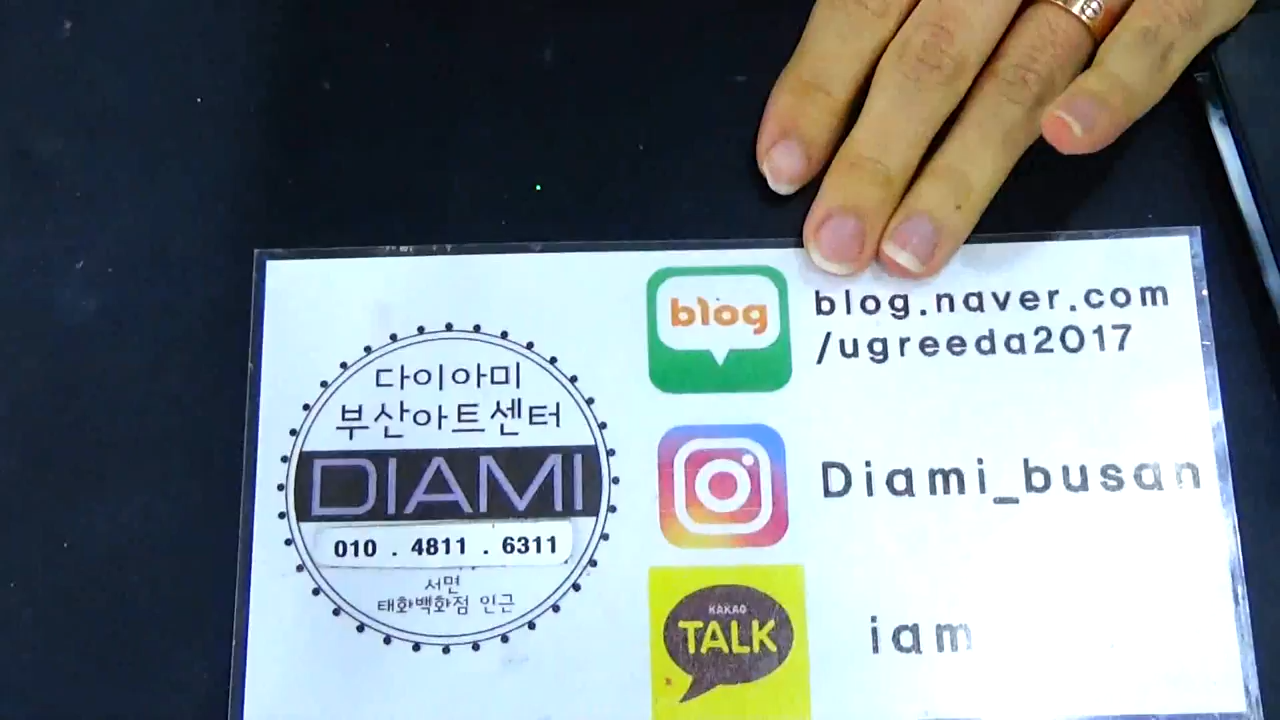 다이아미
부산아트센터
DIAMI
010 . 4811 . 6311
서면
태화백화점 인근
blog
blog.naver.com
/ugreeda2017
Diami_busan
KAKAO
TALK
iam